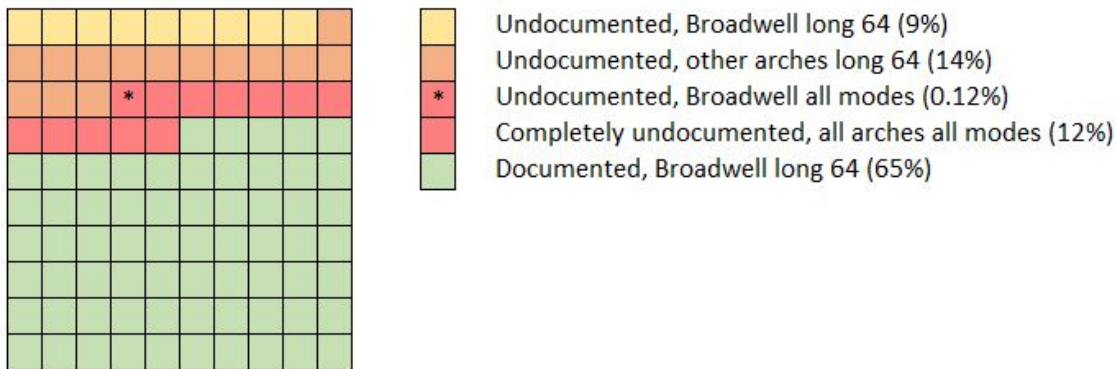 Undocumented, Broadwell long 64 (9%)
Undocumented, other arches long 64 (14%)
* * Undocumented, Broadwell all modes (0.12%)
Completely undocumented, all arches all modes (12%)
Documented, Broadwell long 64 (65%)